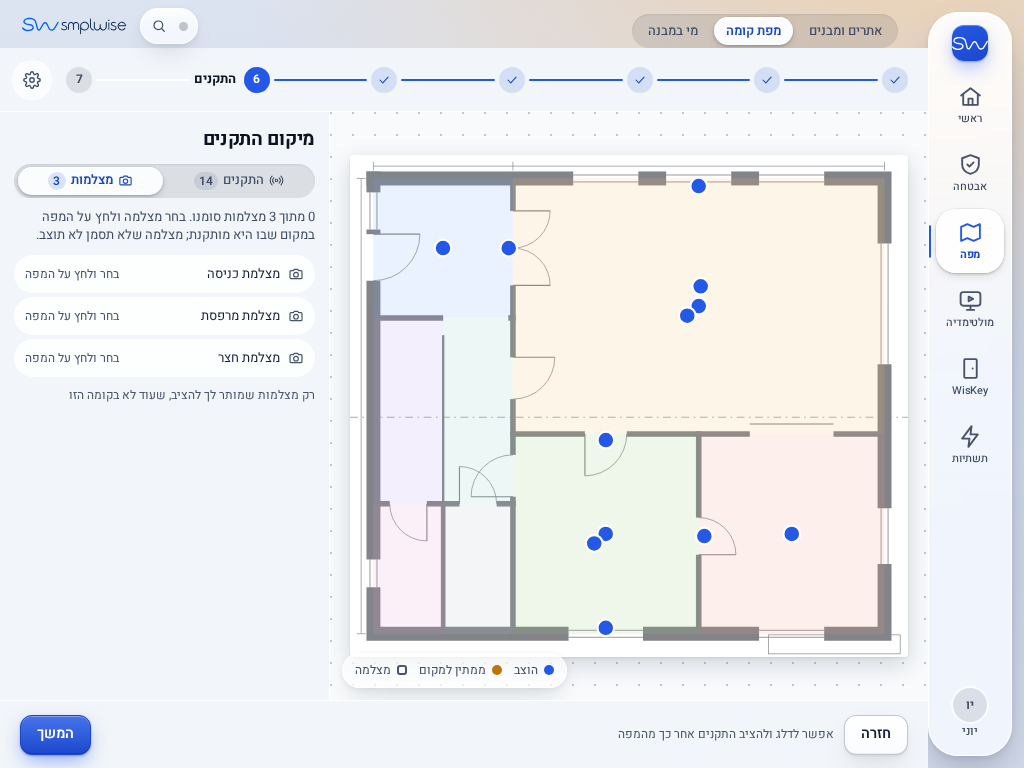 smplwise
אתרים ומבנים
מפת קומה
מי במבנה
6
התקנים
7
מיקום התקנים
התקנים 14
מצלמות 3
0 מתוך 3 מצלמות סומנו. בחר מצלמה ולחץ על המפה
במקום שבו היא מותקנת; מצלמה שלא תסמן לא תוצב.
מצלמת כניסה
בחר ולחץ על המפה
מצלמת מרפסת
בחר ולחץ על המפה
מצלמת חצר
בחר ולחץ על המפה
רק מצלמות שמותר לך להציב, שעוד לא בקומה הזו
הוצב
ממתין למקום
מצלמה
חזרה
אפשר לדלג ולהציב התקנים אחר כך מהמפה
המשך
SW
ראשי
אבטחה
מפה
מולטימדיה
WisKey
תשתיות
יו
יוני